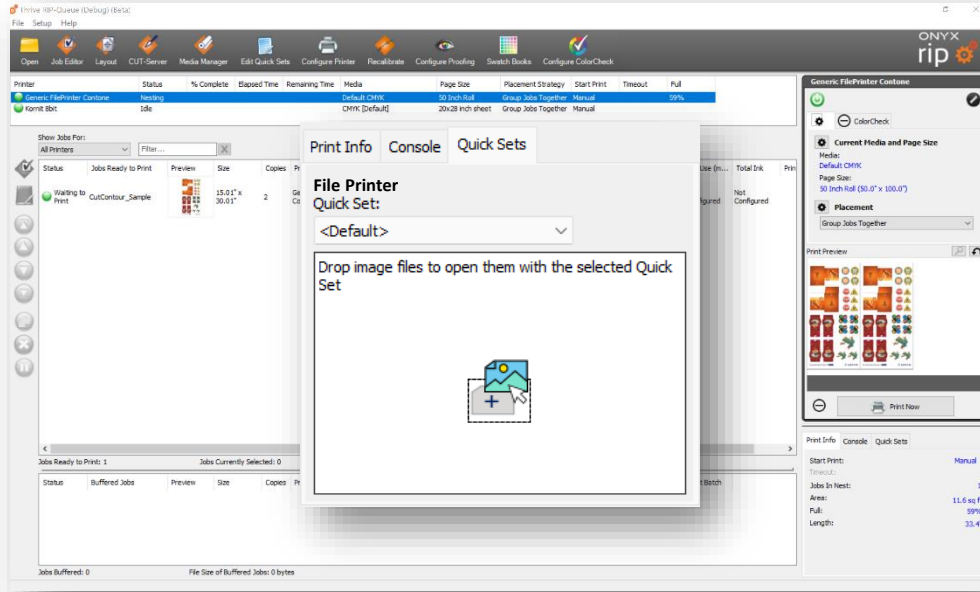 Thrive RIP-Queue (Debug) (Beta)
File Setup Help
Open Job Editor Layout CUT-Server Media Manager Edit Quick Sets Configure Printer Recalibrate Configure Proofing Swatch Books Configure ColorCheck
ONYX
rip
Printer Status % Complete Elapsed Time Remaining Time Media Page Size Placement Strategy Start Print Timeout Full
Generic FilePrinter Contone Nesting Default CMYK 50 Inch Roll Group Jobs Together Manual 59%
Kornit 8bit Idle CMYK [Default] 20x28 inch sheet Group Jobs Together Manual
Show Jobs For:
All Printers Filter...
Status Jobs Ready to Print Preview Size Copies Use (m... Total Ink
Waiting to Print CutContour_Sample 15.01" x 30.01" 2 Not Configured
Jobs Ready to Print: 1 Jobs Currently Selected: 0
Status Buffered Jobs Preview Size Copies Batch
Jobs Buffered: 0 File Size of Buffered Jobs: 0 bytes
Print Info Console Quick Sets
File Printer
Quick Set:
<Default>
Drop image files to open them with the selected Quick
Set
Generic FilePrinter Contone
ColorCheck
Current Media and Page Size
Media:
Default CMYK
Page Size:
50 Inch Roll (50.0" x 100.0")
Placement
Group Jobs Together
Print Preview
Print Now
Print Info Console Quick Sets
Start Print: Manual
Timeout:
Jobs In Nest:
Area: 11.6 sq f
Full: 59%
Length: 33.4